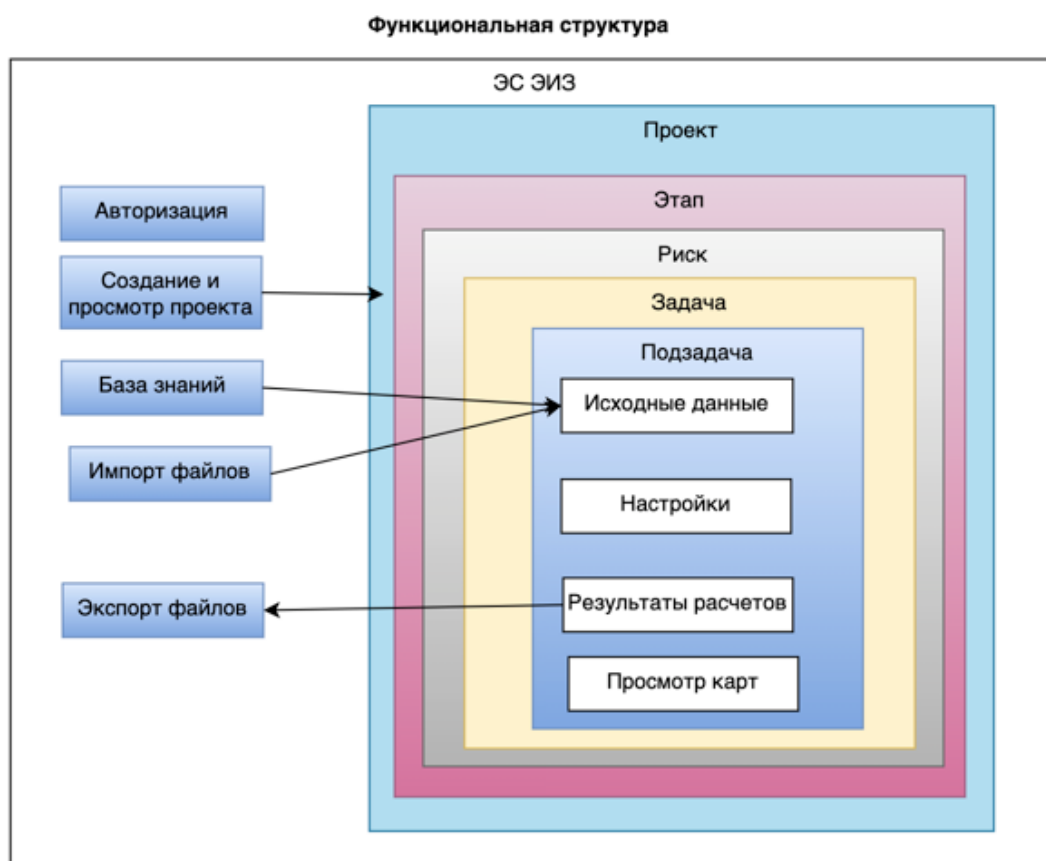 Функциональная структура
ЭС ЭИЗ
Проект
Этап
Риск
Задача
Подзадача
Авторизация
Создание и
просмотр проекта
База знаний
Импорт файлов
Экспорт файлов
Исходные данные
Настройки
Результаты расчетов
Просмотр карт